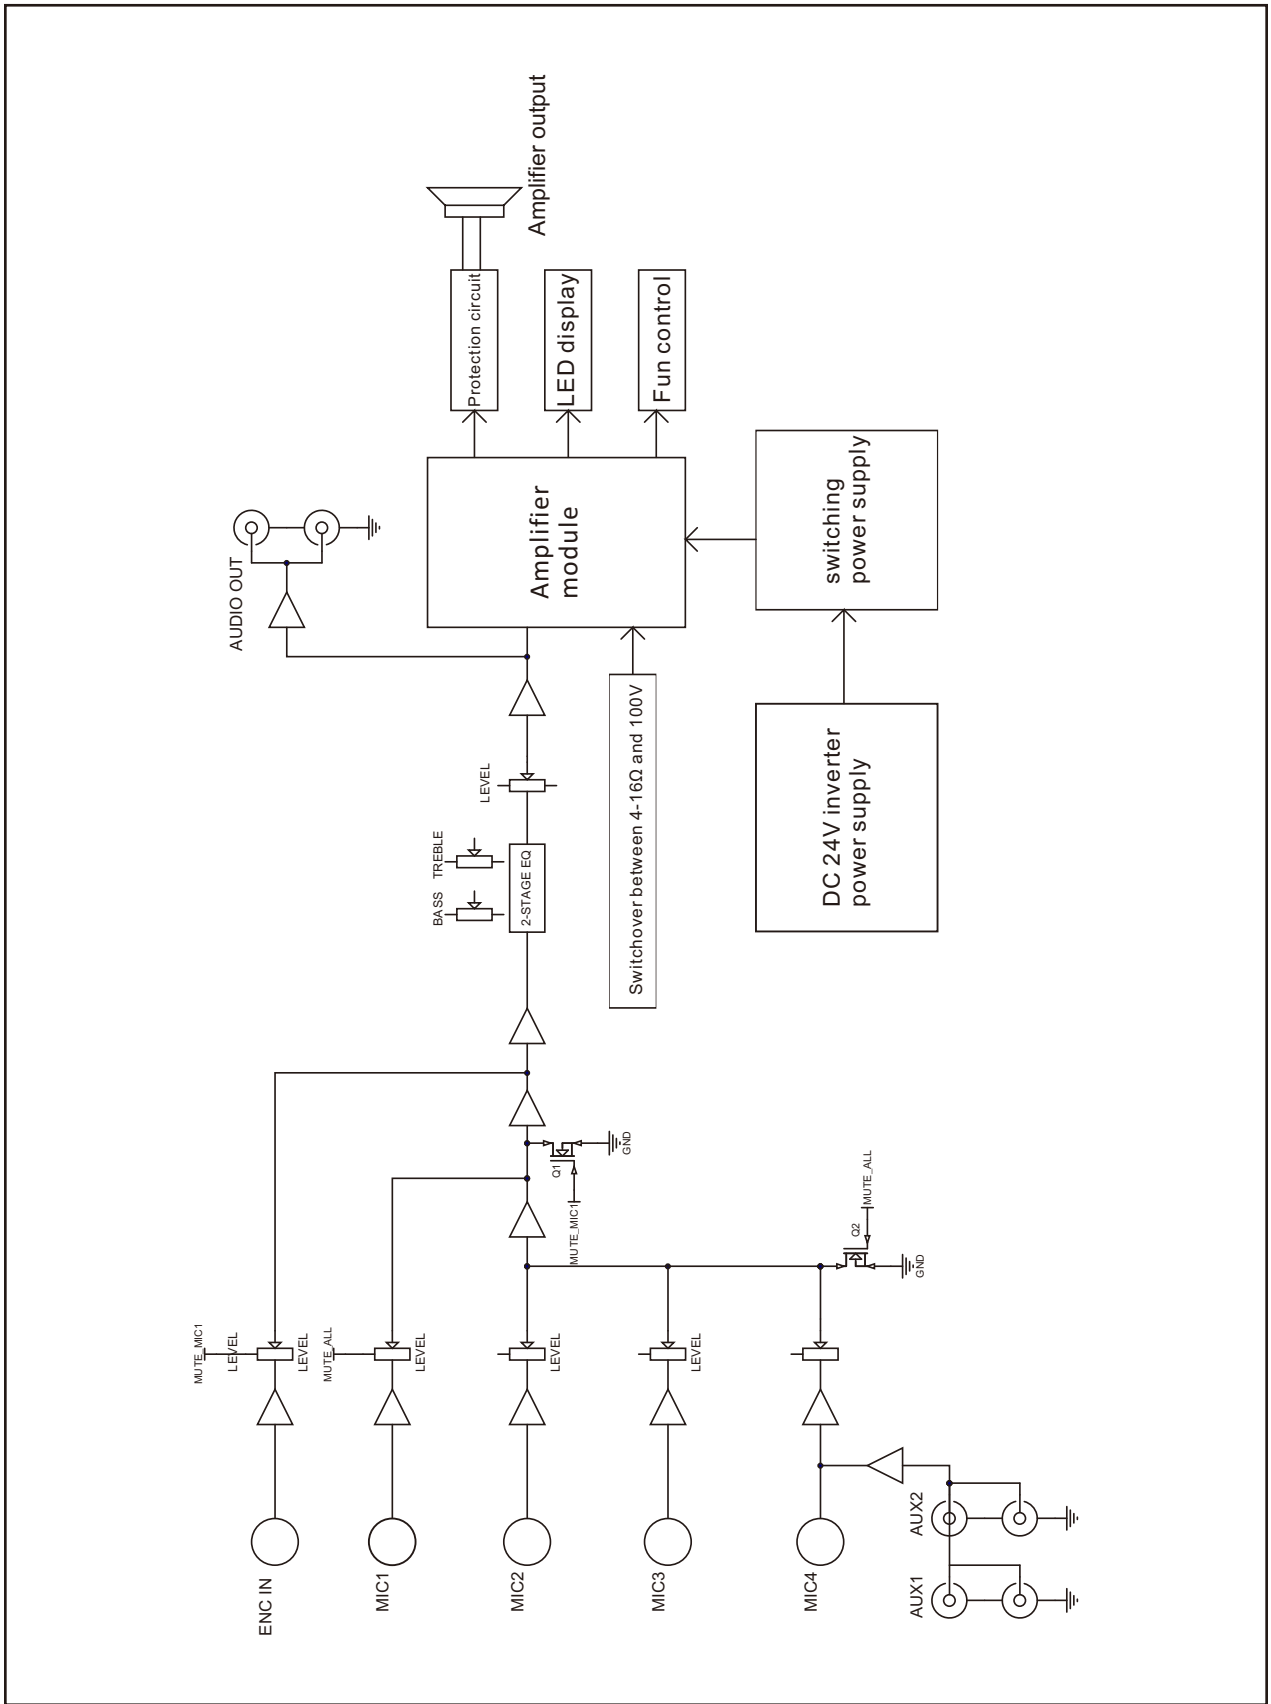 ENC IN
MIC1
MIC2
MIC3
MIC4
AUX1
AUX2
MUTE_MIC1
LEVEL
LEVEL
MUTE_ALL
LEVEL
LEVEL
LEVEL
MUTE_MIC1
Q1
GND
Q2
MUTE_ALL
GND
BASS
TREBLE
2-STAGE EQ
LEVEL
AUDIO OUT
Switchover between 4-16Ω and 100V
DC 24V inverter
power supply
switching
power supply
Amplifier
module
Protection circuit
LED display
Fun control
Amplifier output